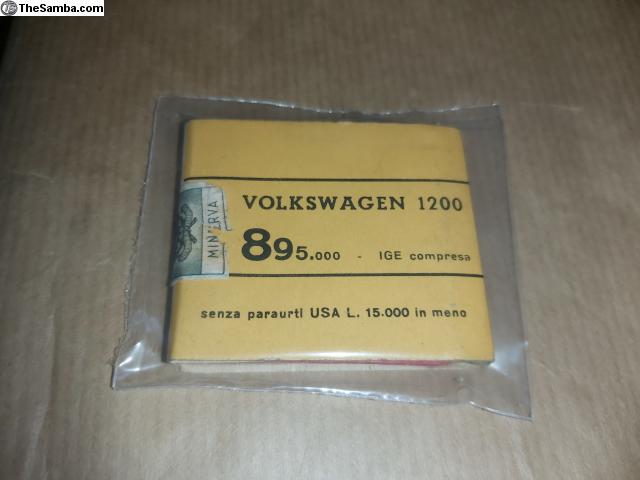 TheSamba.com
VOLKSWAGEN 1200
895.000 - IGE compresa
senza paraurti USA L. 15.000 in meno
MINERVA